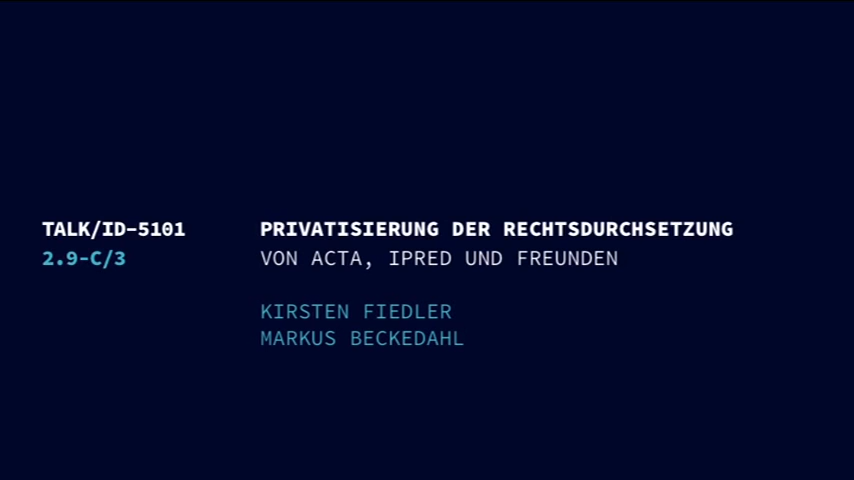 TALK/ID-5101
2.9-C/3
PRIVATISIERUNG DER RECHTSDURCHSETZUNG
VON ACTA, IPRED UND FREUNDEN
KIRSTEN FIEDLER
MARKUS BECKEDAHL